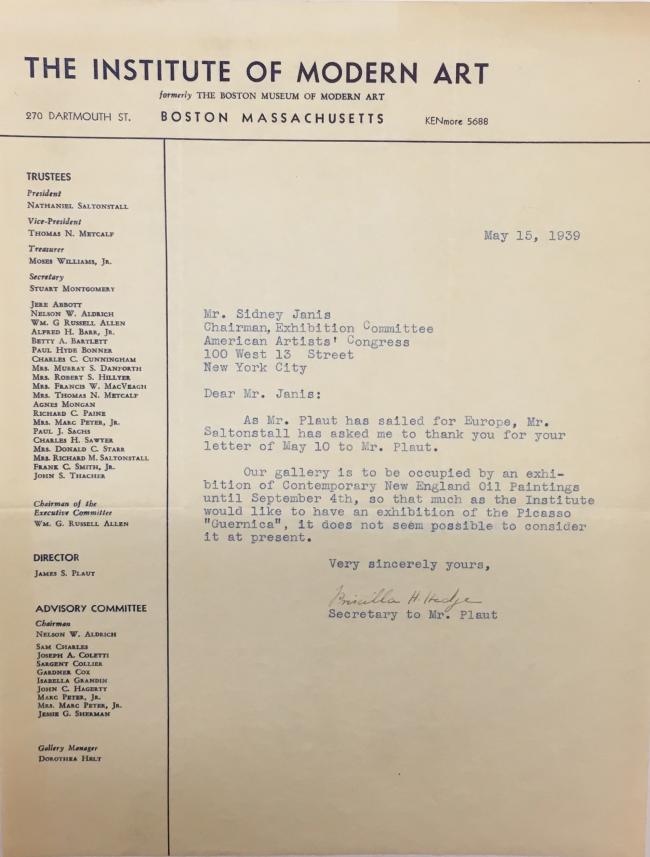 THE INSTITUTE OF MODERN ART
formerly THE BOSTON MUSEUM OF MODERN ART
270 DARTMOUTH ST. BOSTON MASSACHUSETTS KENmore 5688
TRUSTEES
President
NATHANIEL SALTONSTALL
Vice-President
THOMAS N. METCALF
Treasurer
MOSES WILLIAMS, JR.
Secretary
STUART MONTGOMERY
JERE ABBOTT
NELSON W. ALDRICH
WM. G RUSSELL ALLEN
ALFRED H. BARR, JR.
BETTY A. BARTLETT
PAUL HYDE BONNER
CHARLES C. CUNNINGHAM
MRS. MURRAY S. DANFORTH
MRS. ROBERT S. HILLYER
MRS. FRANCIS W. MACVEAGH
MRS. THOMAS N. METCALF
AGNES MONGAN
RICHARD C. PAINE
MRS. MARC PETER, JR.
PAUL J. SACHS
CHARLES H. SAWYER
MRS. DONALD C. STARR
MRS. RICHARD M. SALTONSTALL
FRANK C. SMITH, JR.
JOHN S. THACHER
Chairman of the
Executive Committee
WM. G. RUSSELL ALLEN
DIRECTOR
JAMES S. PLAUT
ADVISORY COMMITTEE
Chairman
NELSON W. ALDRICH
SAM CHARLES
JOSEPH A. COLETTI
SARGENT COLLIER
GARDNER COX
ISABELLA GRANDIN
JOHN C. HAGERTY
MARC PETER, JR.
MRS. MARC PETER, JR.
JESSIE G. SHERMAN
Gallery Manager
DOROTHEA HELT
May 15, 1939
Mr. Sidney Janis
Chairman, Exhibition Committee
American Artists' Congress
100 West 13 Street
New York City
Dear Mr. Janis:
As Mr. Plaut has sailed for Europe, Mr.
Saltonstall has asked me to thank you for your
letter of May 10 to Mr. Plaut.
Our gallery is to be occupied by an exhi-
bition of Contemporary New England Oil Paintings
until September 4th, so that much as the Institute
would like to have an exhibition of the Picasso
"Guernica", it does not seem possible to consider
it at present.
Very sincerely yours,
Priscilla H. Hedge
Secretary to Mr. Plaut